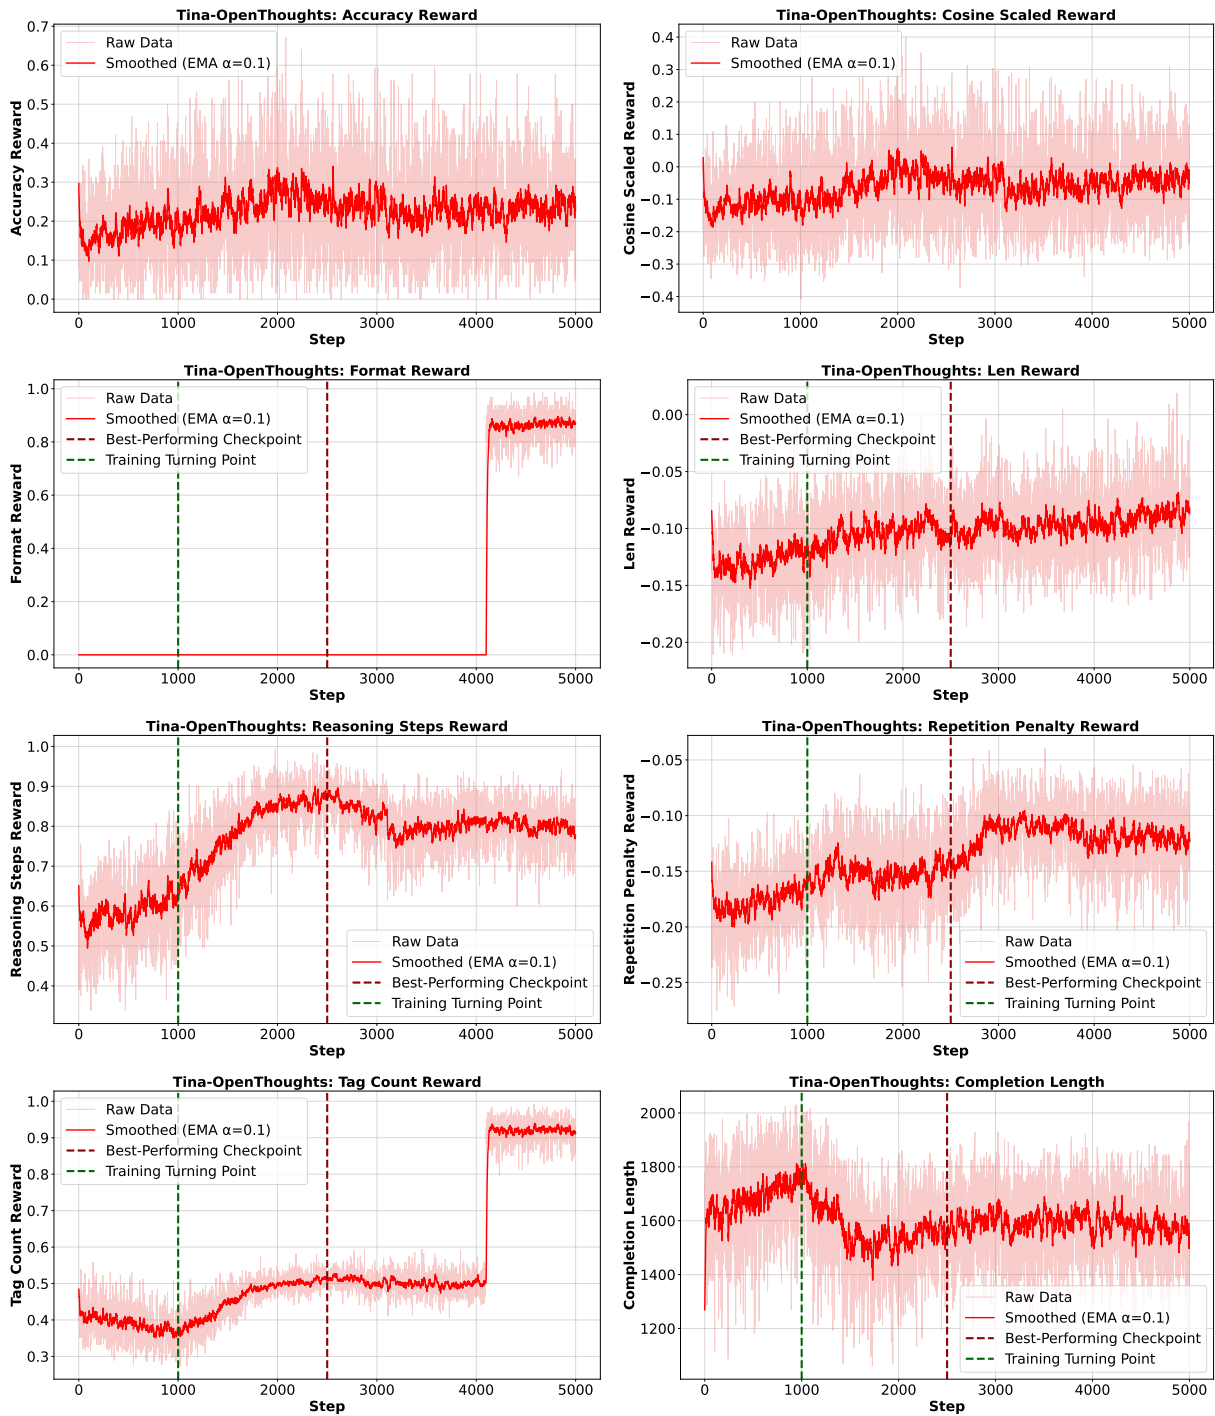 Tina-OpenThoughts: Accuracy Reward
Accuracy Reward
0.7
0.6
0.5
0.4
0.3
0.2
0.1
0.0
Raw Data
Smoothed (EMA α=0.1)
0 1000 2000 3000 4000 5000
Step
Tina-OpenThoughts: Cosine Scaled Reward
Cosine Scaled Reward
0.4
0.3
0.2
0.1
0.0
−0.1
−0.2
−0.3
−0.4
Raw Data
Smoothed (EMA α=0.1)
0 1000 2000 3000 4000 5000
Step
Tina-OpenThoughts: Format Reward
Format Reward
1.0
0.8
0.6
0.4
0.2
0.0
Raw Data
Smoothed (EMA α=0.1)
Best-Performing Checkpoint
Training Turning Point
0 1000 2000 3000 4000 5000
Step
Tina-OpenThoughts: Len Reward
Len Reward
0.00
−0.05
−0.10
−0.15
−0.20
Raw Data
Smoothed (EMA α=0.1)
Best-Performing Checkpoint
Training Turning Point
0 1000 2000 3000 4000 5000
Step
Tina-OpenThoughts: Reasoning Steps Reward
Reasoning Steps Reward
1.0
0.9
0.8
0.7
0.6
0.5
0.4
Raw Data
Smoothed (EMA α=0.1)
Best-Performing Checkpoint
Training Turning Point
0 1000 2000 3000 4000 5000
Step
Tina-OpenThoughts: Repetition Penalty Reward
Repetition Penalty Reward
−0.05
−0.10
−0.15
−0.20
−0.25
Raw Data
Smoothed (EMA α=0.1)
Best-Performing Checkpoint
Training Turning Point
0 1000 2000 3000 4000 5000
Step
Tina-OpenThoughts: Tag Count Reward
Tag Count Reward
1.0
0.9
0.8
0.7
0.6
0.5
0.4
0.3
Raw Data
Smoothed (EMA α=0.1)
Best-Performing Checkpoint
Training Turning Point
0 1000 2000 3000 4000 5000
Step
Tina-OpenThoughts: Completion Length
Completion Length
2000
1800
1600
1400
1200
Raw Data
Smoothed (EMA α=0.1)
Best-Performing Checkpoint
Training Turning Point
0 1000 2000 3000 4000 5000
Step